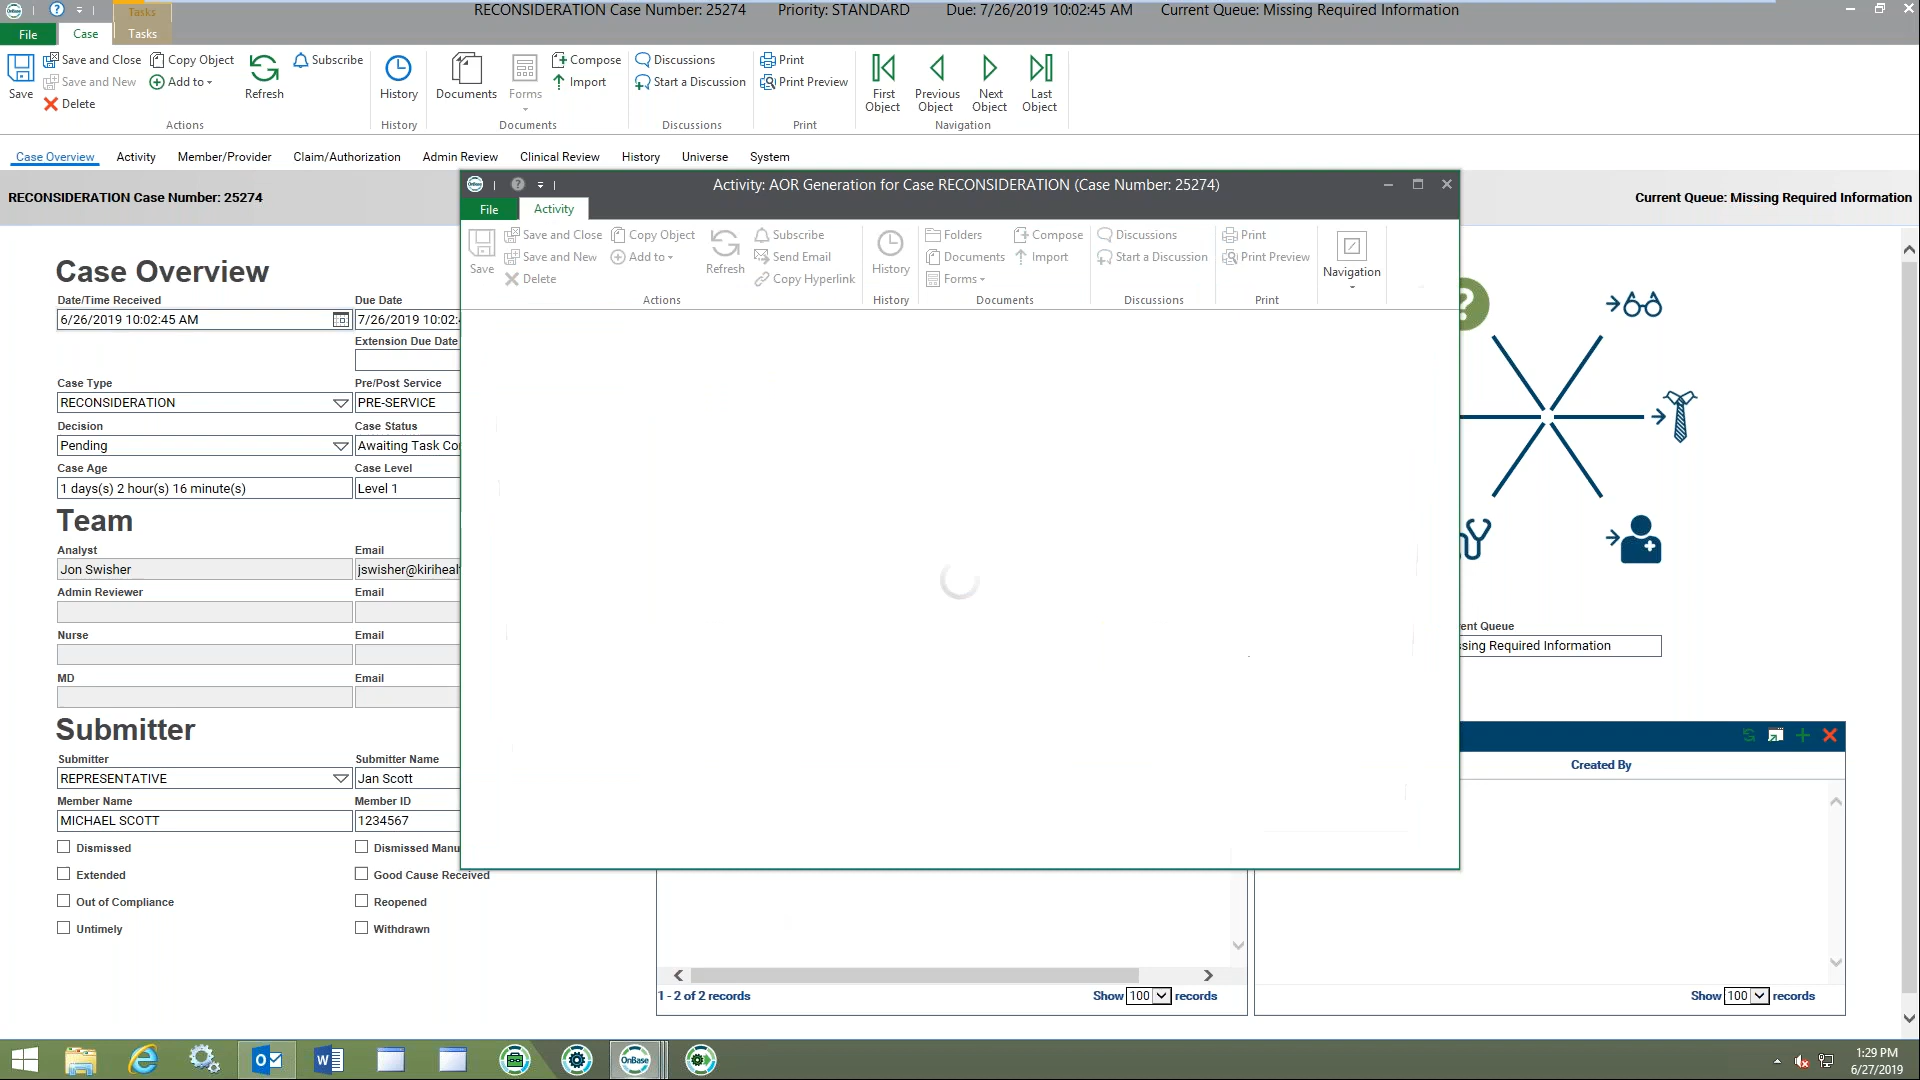 Tasks
RECONSIDERATION Case Number: 25274 Priority: STANDARD Due: 7/26/2019 10:02:45 AM Current Queue: Missing Required Information
File Case Tasks
Save
Save and Close
Save and New
Delete
Copy Object
Add to
Refresh
Subscribe
Actions
History
History
Documents
Forms
Compose
Import
Documents
Discussions
Start a Discussion
Discussions
Print
Print Preview
Print
First Object
Previous Object
Next Object
Last Object
Navigation
Case Overview Activity Member/Provider Claim/Authorization Admin Review Clinical Review History Universe System
RECONSIDERATION Case Number: 25274
Current Queue: Missing Required Information
Activity: AOR Generation for Case RECONSIDERATION (Case Number: 25274)
File Activity
Save
Save and Close
Save and New
Delete
Copy Object
Add to
Refresh
Subscribe
Send Email
Copy Hyperlink
Actions
History
History
Folders
Documents
Forms
Compose
Import
Documents
Discussions
Start a Discussion
Discussions
Print
Print Preview
Print
Navigation
Case Overview
Date/Time Received Due Date
6/26/2019 10:02:45 AM 7/26/2019 10:02:
Extension Due Date
Case Type Pre/Post Service
RECONSIDERATION PRE-SERVICE
Decision Case Status
Pending Awaiting Task Co
Case Age Case Level
1 days(s) 2 hour(s) 16 minute(s) Level 1
Team
Analyst Email
Jon Swisher jswisher@kiriheal
Admin Reviewer Email
Nurse Email
MD Email
Submitter
Submitter Submitter Name
REPRESENTATIVE Jan Scott
Member Name Member ID
MICHAEL SCOTT 1234567
Dismissed Dismissed Manu
Extended Good Cause Received
Out of Compliance Reopened
Untimely Withdrawn
ent Queue
ssing Required Information
Created By
1 - 2 of 2 records Show 100 records
Show 100 records
OnBase
1:29 PM
6/27/2019